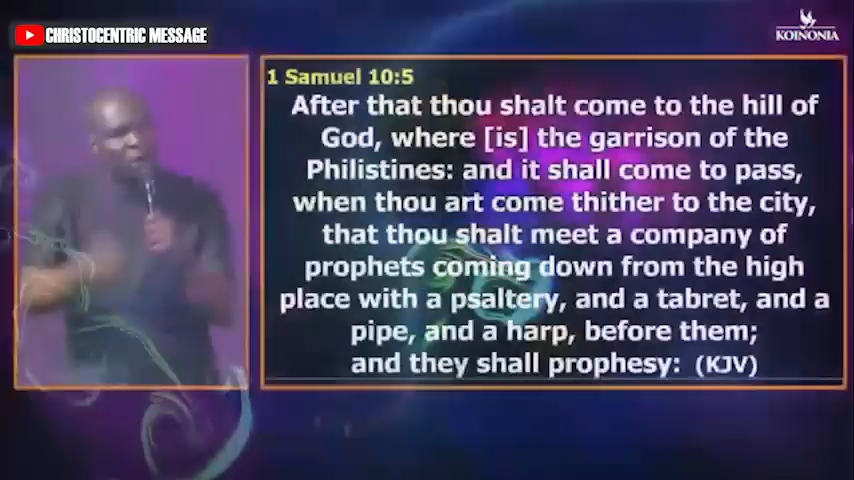 CHRISTOCENTRIC MESSAGE
KOINONIA
1 Samuel 10:5
After that thou shalt come to the hill of
God, where [is] the garrison of the
Philistines: and it shall come to pass,
when thou art come thither to the city,
that thou shalt meet a company of
prophets coming down from the high
place with a psaltery, and a tabret, and a
pipe, and a harp, before them;
and they shall prophesy: (KJV)